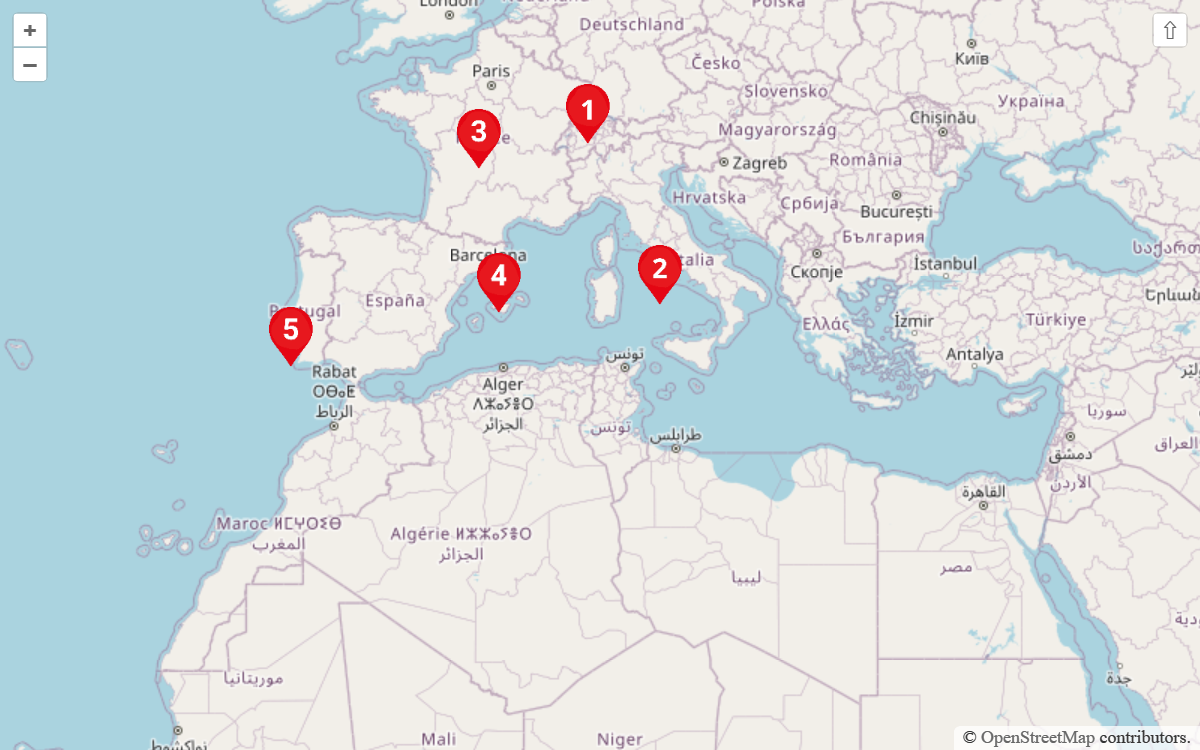 +
−
⇧
London
Nederland
Deutschland
Polska
Paris
Česko
Київ
Slovensko
Україна
1
3
Chișinău
Magyarország
Zagreb
România
Hrvatska
Србија
București
България
Barcelona
2
Italia
Скопје
İstanbul
4
España
Portugal
5
Ελλάς
İzmir
Türkiye
Antalya
تونس
Rabat
ⵔⴱⴰⵟ
الرباط
Alger
ⴷⵣⴰⵢⴻⵔ
الجزائر
تونس
طرابلس
سوريا
دمشق
العراق
الأردن
القاهرة
Maroc ⵍⵎⵖⵔⵉⴱ
المغرب
Algérie ⵍⵣⵣⴰⵢⴻⵔ
الجزائر
ليبيا
مصر
جدة
موريتانيا
نواكشوط
Mali
Niger
© OpenStreetMap contributors.